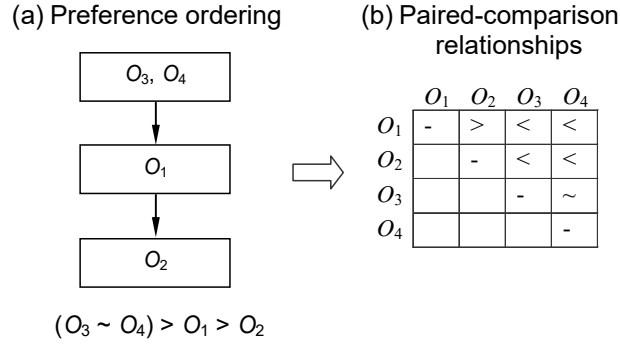 (a) Preference ordering
O3, O4
O1
O2
(O3 ~ O4) > O1 > O2
(b) Paired-comparison
relationships
O1 O2 O3 O4
O1 - > < <
O2 - < <
O3 - ~
O4 -